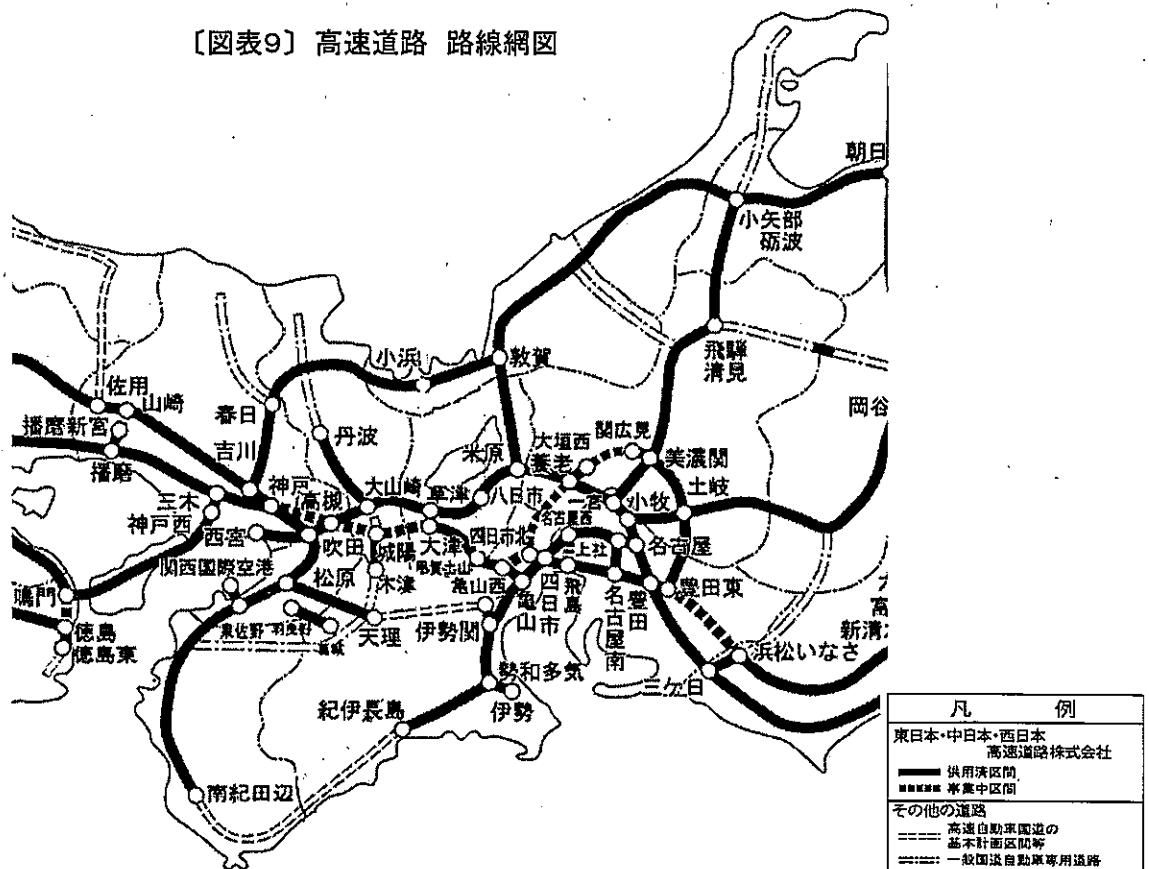 〔図表9〕高速道路 路線網図
朝日
小矢部
砺波
飛驒
清見
小浜
敦賀
佐用
山崎
春日
岡谷
播磨新宮
吉川
丹波
米原
大垣西
関広見
養老
美濃関
播磨
神戸
高槻
大山崎
草津
八日市
一宮
小牧
土岐
三木
神戸西
西宮
吹田
城陽
大津
四日市北
名古屋西
上社
名古屋
関西国際空港
松原
木津
亀山西
亀山
四日市
飛島
名古屋南
豊田
豊田東
鳴門
徳島
徳島東
泉佐野
天理
伊勢関
新清水
浜松いなさ
三ケ日
勢和多気
伊勢
紀伊長島
南紀田辺
凡 例
東日本・中日本・西日本
高速道路株式会社
供用済区間
事業中区間
その他の道路
高速自動車国道の
基本計画区間等
一般国道自動車専用道路